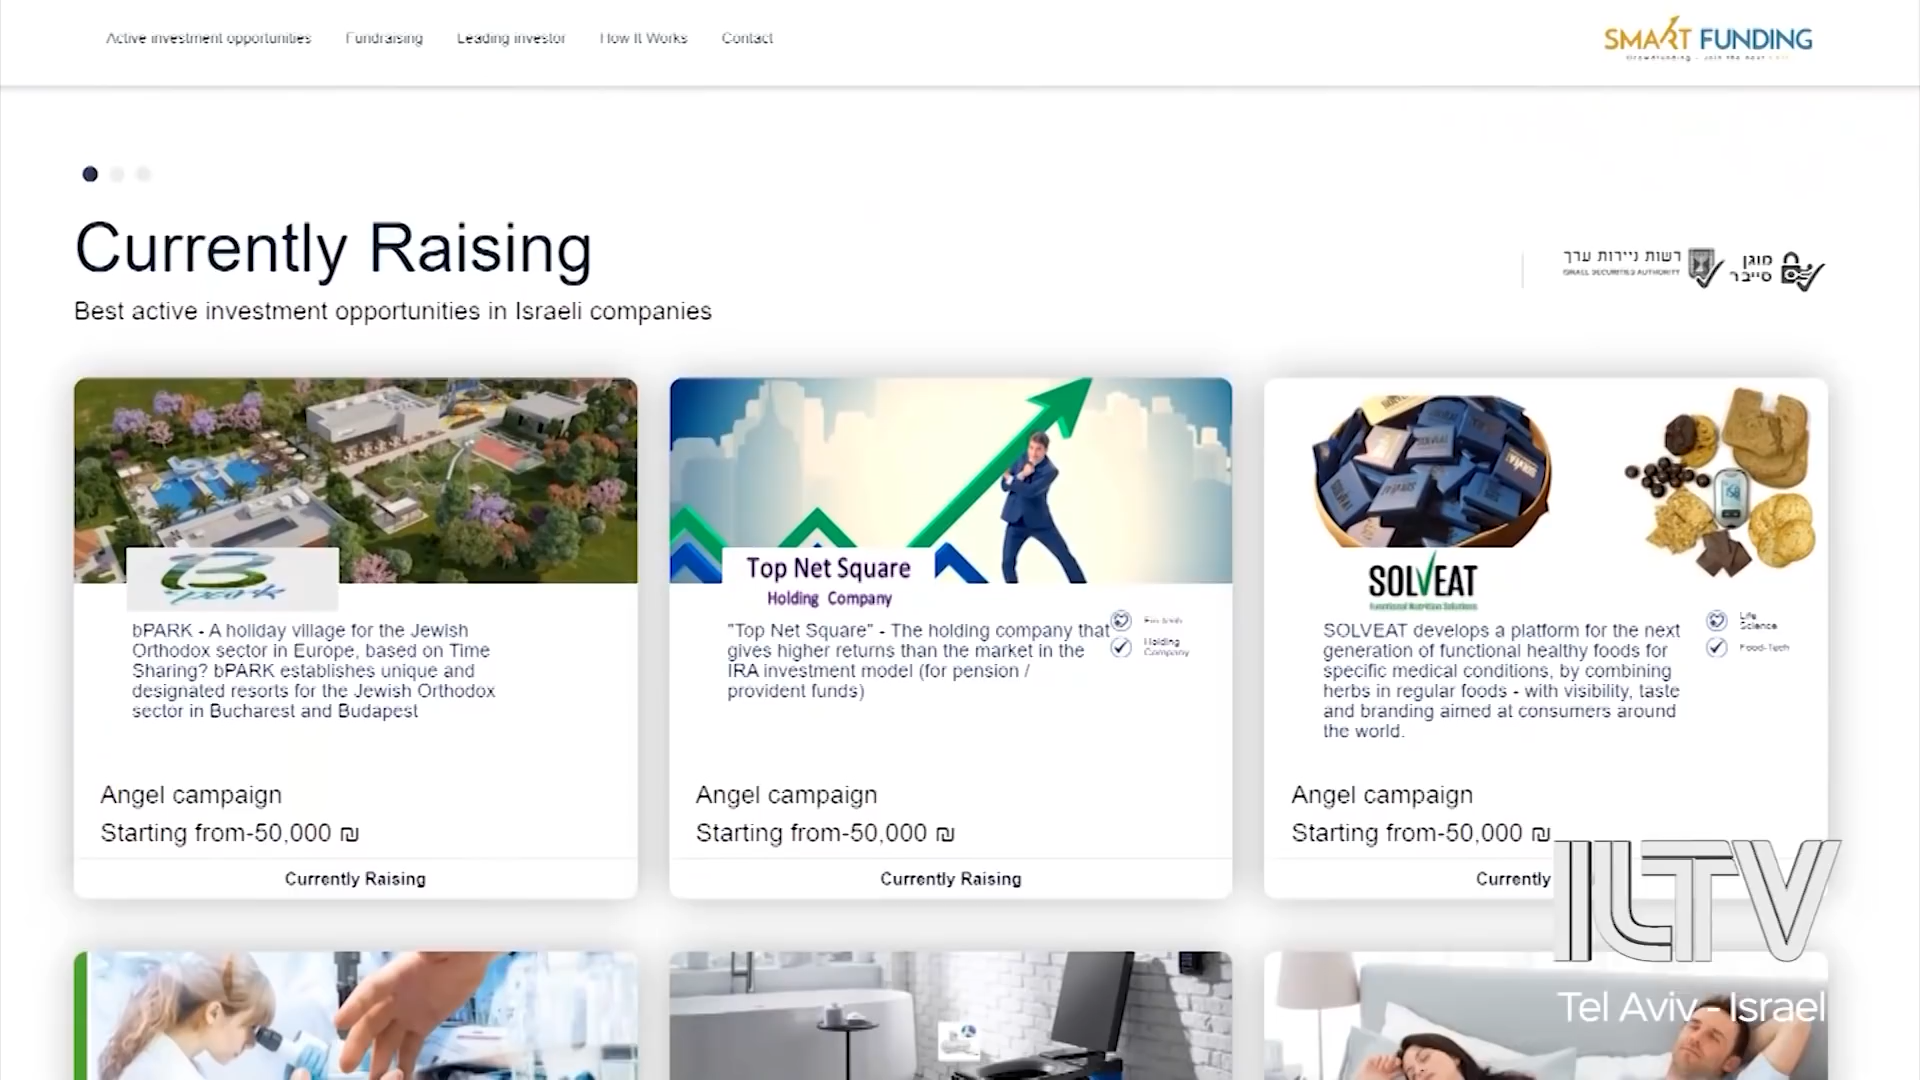 Active investment opportunities
Fundraising
Leading investor
How It Works
Contact
SMART FUNDING
Currently Raising
Best active investment opportunities in Israeli companies
רשות ניירות ערך
ISRAEL SECURITIES AUTHORITY
מוגן
סייבר
bPARK - A holiday village for the Jewish
Orthodox sector in Europe, based on Time
Sharing? bPARK establishes unique and
designated resorts for the Jewish Orthodox
sector in Bucharest and Budapest
Angel campaign
Starting from-50,000 ₪
Currently Raising
Top Net Square
Holding Company
"Top Net Square" - The holding company that
gives higher returns than the market in the
IRA investment model (for pension /
provident funds)
Holding
Company
Angel campaign
Starting from-50,000 ₪
Currently Raising
SOLVEAT
Functional Nutrition Solutions
SOLVEAT develops a platform for the next
generation of functional healthy foods for
specific medical conditions, by combining
herbs in regular foods - with visibility, taste
and branding aimed at consumers around
the world.
Life
Science
Food-Tech
Angel campaign
Starting from-50,000 ₪
Currently
ILTV
Tel Aviv - Israel